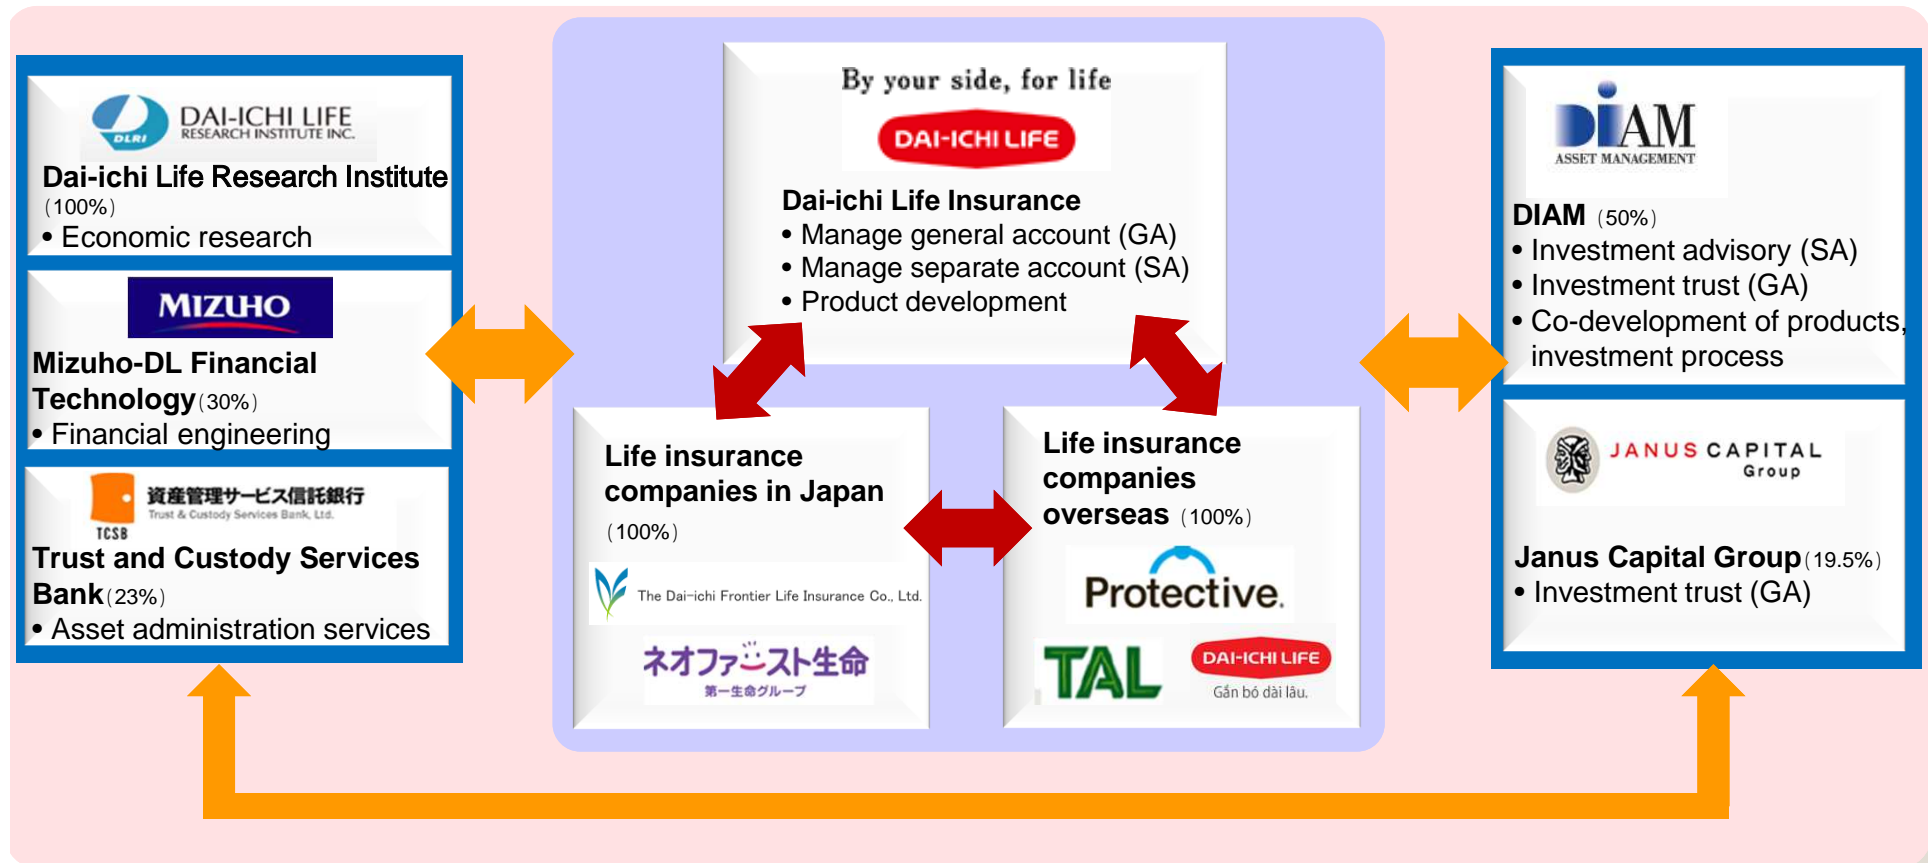 DLRI
DAI-ICHI LIFE
RESEARCH INSTITUTE INC.
Dai-ichi Life Research Institute
(100%)
• Economic research
MIZUHO
Mizuho-DL Financial
Technology(30%)
• Financial engineering
TCSB
資産管理サービス信託銀行
Trust & Custody Services Bank, Ltd.
Trust and Custody Services
Bank(23%)
• Asset administration services
By your side, for life
DAI-ICHI LIFE
Dai-ichi Life Insurance
• Manage general account (GA)
• Manage separate account (SA)
• Product development
Life insurance
companies in Japan
(100%)
The Dai-ichi Frontier Life Insurance Co., Ltd.
ネオファースト生命
第一生命グループ
Life insurance
companies
overseas (100%)
Protective.
TAL
DAI-ICHI LIFE
Gắn bó dài lâu.
DIAM
ASSET MANAGEMENT
DIAM (50%)
• Investment advisory (SA)
• Investment trust (GA)
• Co-development of products,
investment process
JANUS CAPITAL
Group
Janus Capital Group(19.5%)
• Investment trust (GA)